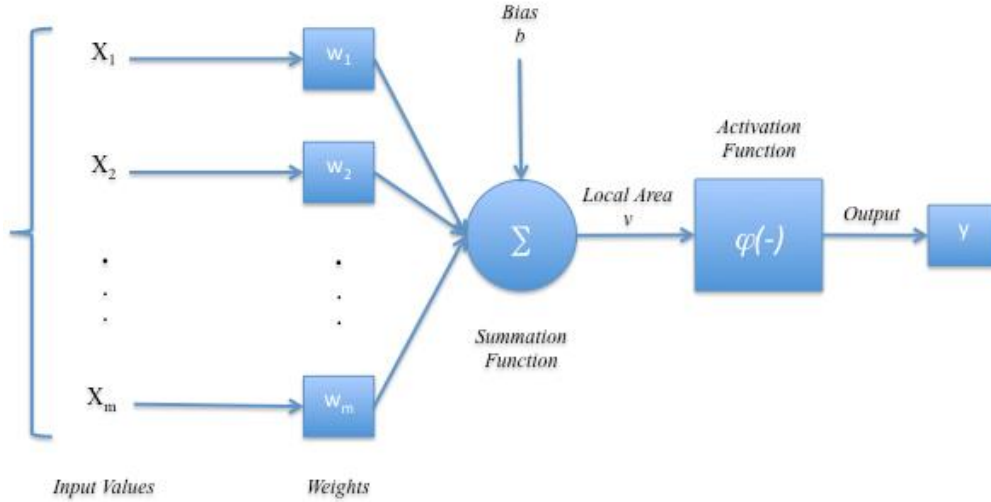 Bias
b
X₁
w₁
Activation
Function
X₂
w₂
Local Area
v
Output
Σ
φ(-)
y
Summation
Function
Xₘ
wₘ
Input Values
Weights